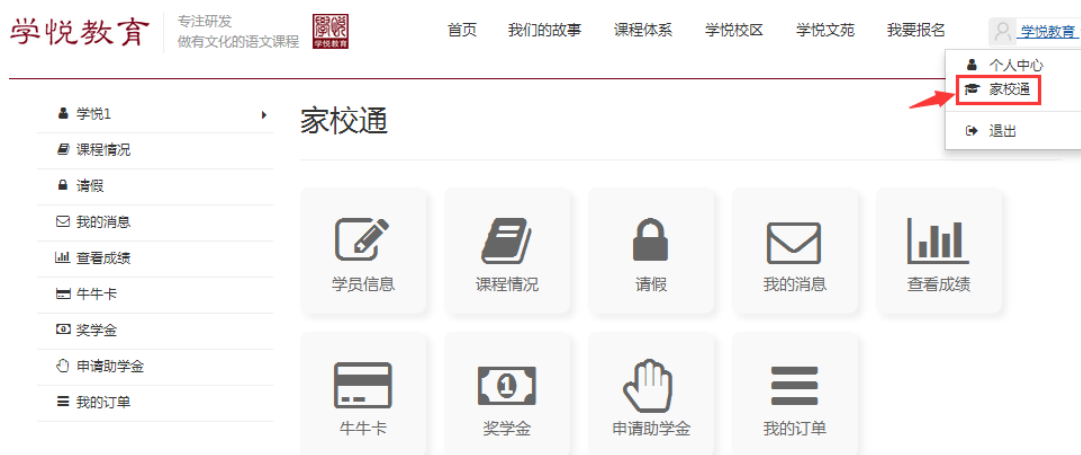 学悦教育
专注研发
做有文化的语文课程
学悦教育
首页 我们的故事 课程体系 学悦校区 学悦文苑 我要报名 学悦教育
个人中心
家校通
退出
学悦1
课程情况
请假
我的消息
查看成绩
牛牛卡
奖学金
申请助学金
我的订单
家校通
学员信息 课程情况 请假 我的消息 查看成绩
牛牛卡 奖学金 申请助学金 我的订单